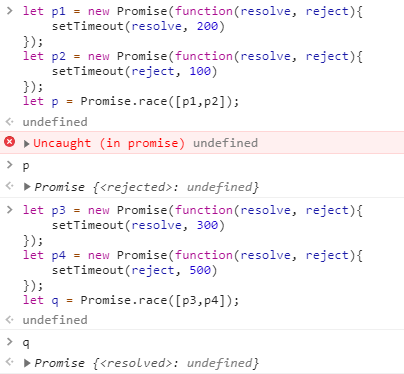 let p1 = new Promise(function(resolve, reject){
    setTimeout(resolve, 200)
});
let p2 = new Promise(function(resolve, reject){
    setTimeout(reject, 100)
});
let p = Promise.race([p1,p2]);
undefined
Uncaught (in promise) undefined
p
Promise {<rejected>: undefined}
let p3 = new Promise(function(resolve, reject){
    setTimeout(resolve, 300)
});
let p4 = new Promise(function(resolve, reject){
    setTimeout(reject, 500)
});
let q = Promise.race([p3,p4]);
undefined
q
Promise {<resolved>: undefined}